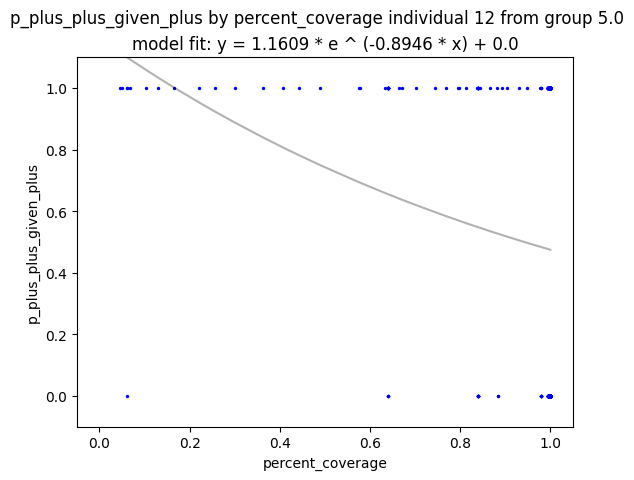 p_plus_plus_given_plus by percent_coverage individual 12 from group 5.0
model fit: y = 1.1609 * e ^ (-0.8946 * x) + 0.0
p_plus_plus_given_plus
1.0
0.8
0.6
0.4
0.2
0.0
0.0 0.2 0.4 0.6 0.8 1.0
percent_coverage